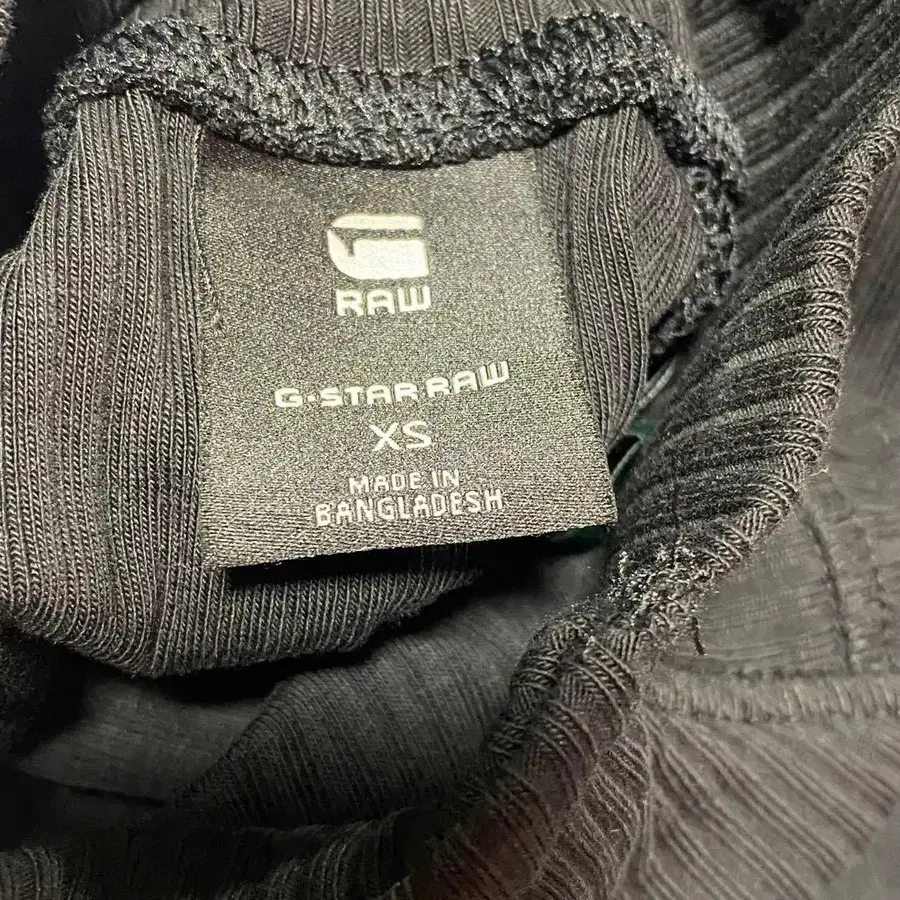 G
RAW
G-STAR RAW
XS
MADE IN
BANGLADESH